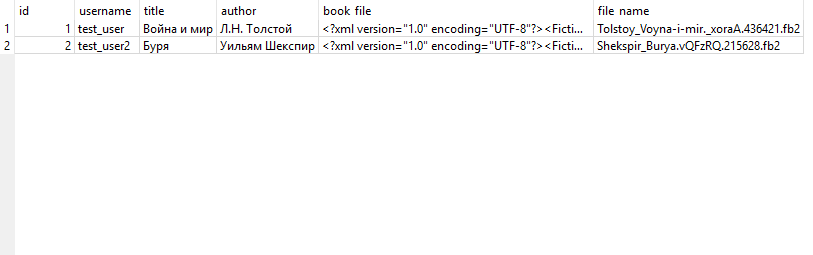 id username title author book file file name
1 1 test_user Война и мир Л.Н. Толстой <?xml version="1.0" encoding="UTF-8"?><Ficti... Tolstoy_Voyna-i-mir._xoraA.436421.fb2
2 2 test_user2 Буря Уильям Шекспир <?xml version="1.0" encoding="UTF-8"?><Ficti... Shekspir_Burya.vQFzRQ.215628.fb2